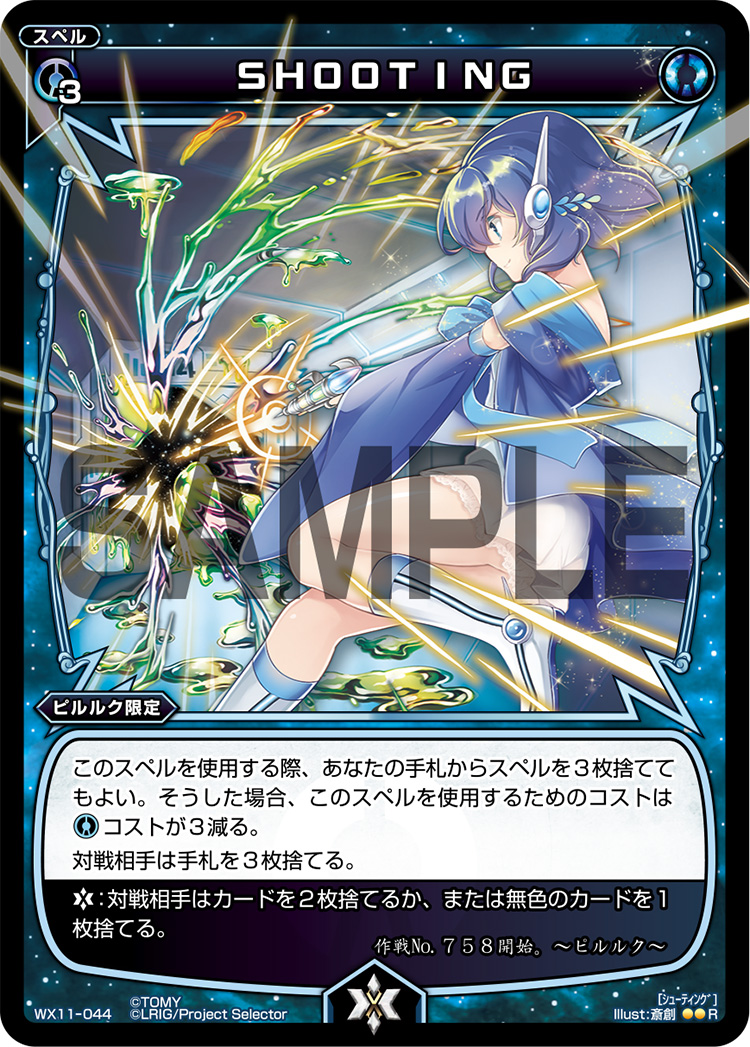 スペル
3
SHOOTING
SAMPLE
ピルルク限定
このスペルを使用する際、あなたの手札からスペルを3枚捨てて
もよい。そうした場合、このスペルを使用するためのコストは
コストが3減る。
対戦相手は手札を3枚捨てる。
:対戦相手はカードを2枚捨てるか、または無色のカードを1
枚捨てる。
作戦No.758開始。~ピルルク~
WX11-044
©TOMY
©LRIG/Project Selector
[シューティング]
Illust:斎創
R